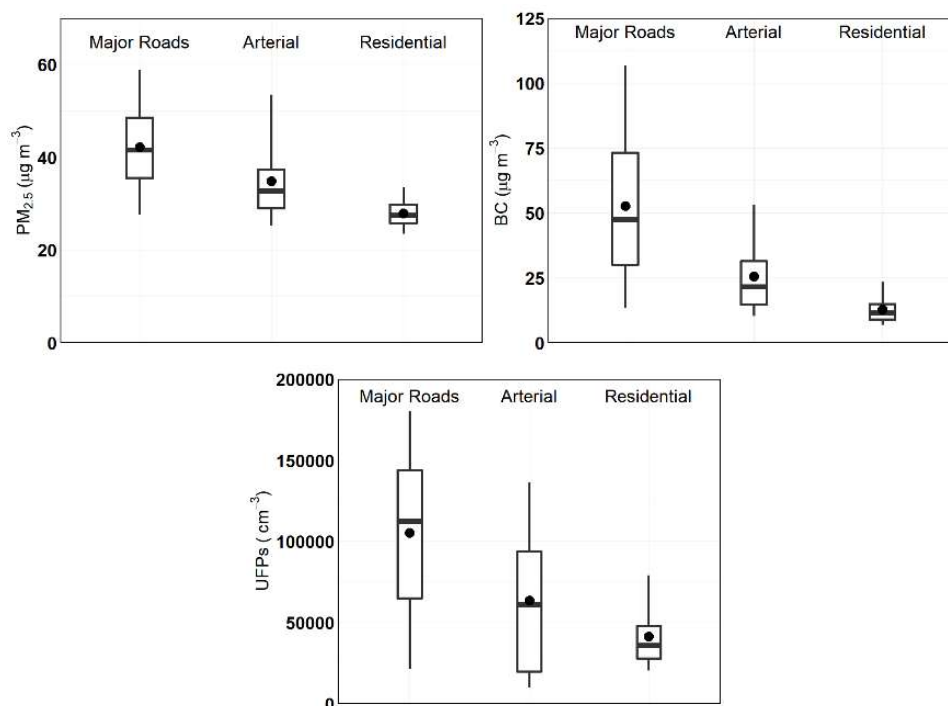 Major Roads Arterial Residential
60
40
20
0
PM2.5 (μg m−3)
Major Roads Arterial Residential
125
100
75
50
25
0
BC (μg m−3)
Major Roads Arterial Residential
200000
150000
100000
50000
0
UFPs ( cm−3)